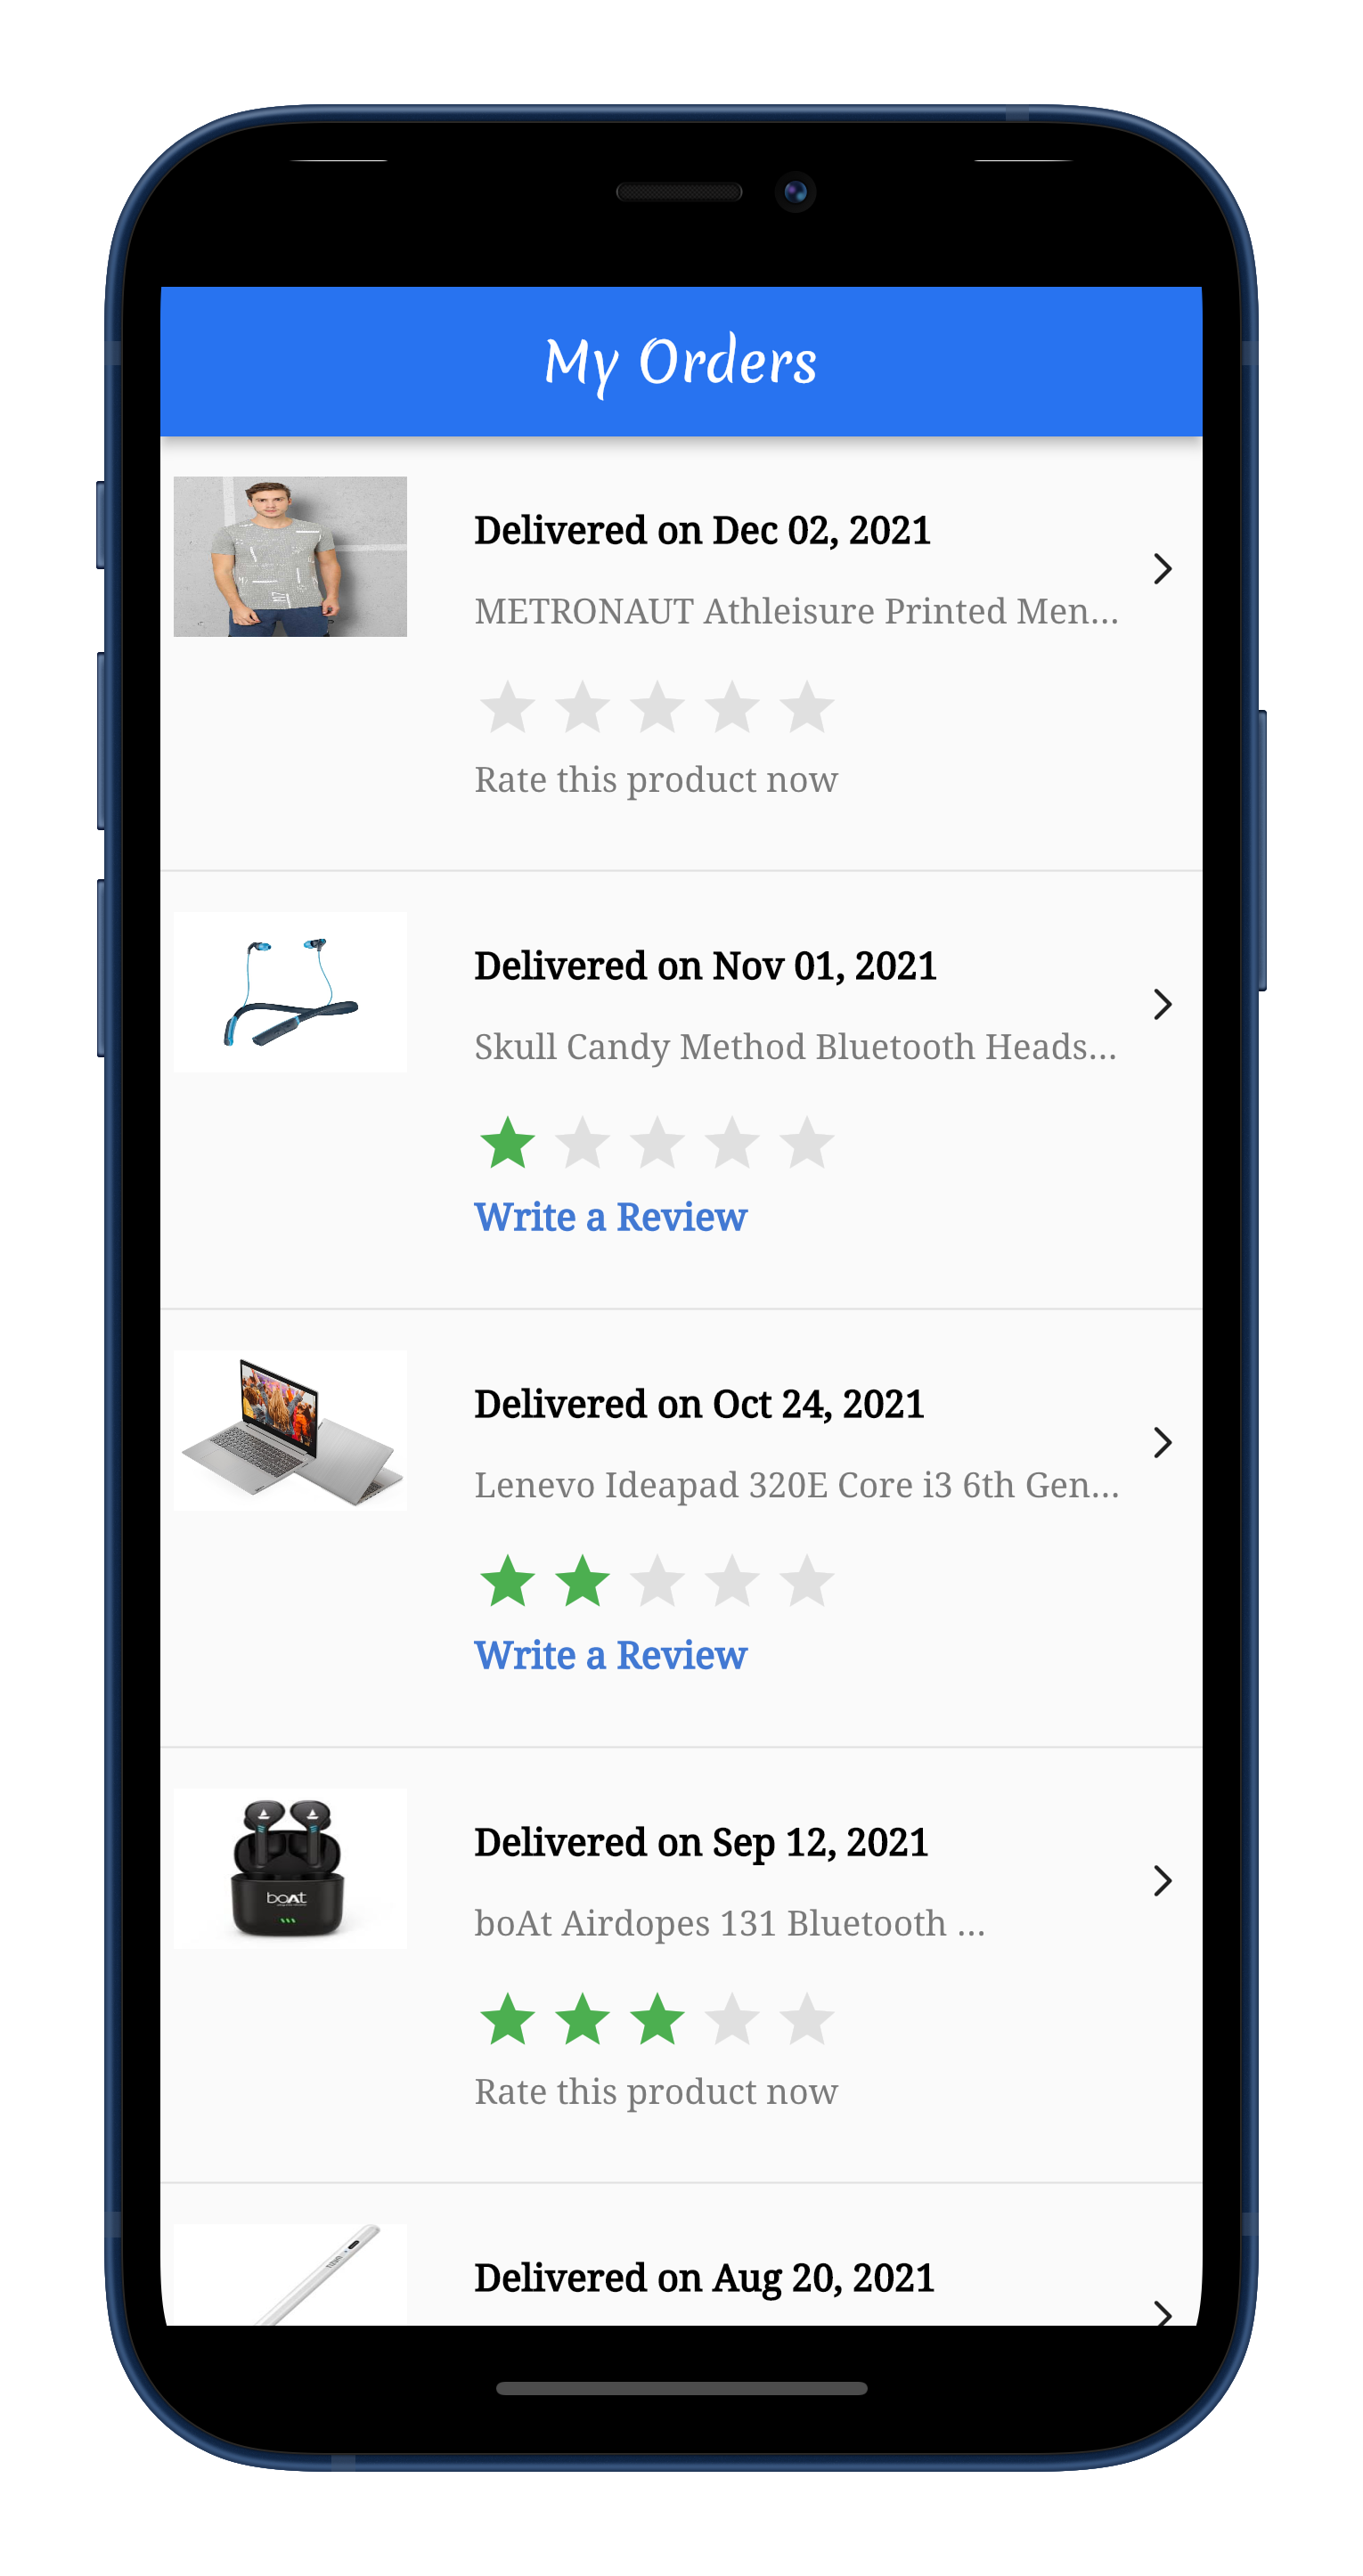 My Orders
Delivered on Dec 02, 2021
METRONAUT Athleisure Printed Men...
Rate this product now
Delivered on Nov 01, 2021
Skull Candy Method Bluetooth Heads...
Write a Review
Delivered on Oct 24, 2021
Lenevo Ideapad 320E Core i3 6th Gen...
Write a Review
boAt
Delivered on Sep 12, 2021
boAt Airdopes 131 Bluetooth ...
Rate this product now
Delivered on Aug 20, 2021